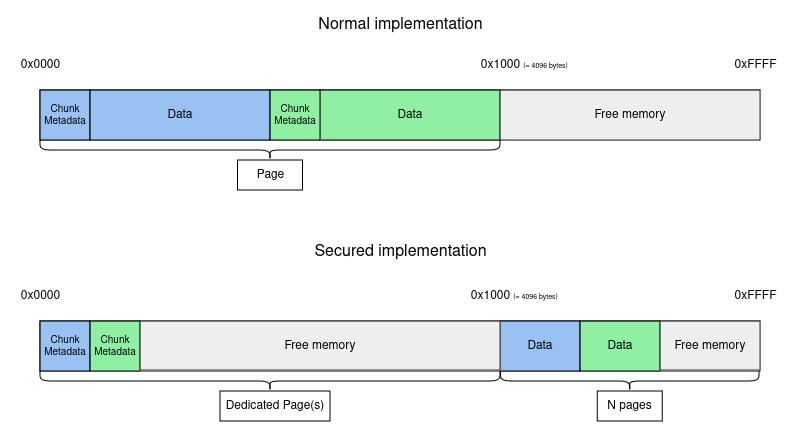 Normal implementation
0x0000
0x1000 (= 4096 bytes)
0xFFFF
Chunk
Metadata
Data
Chunk
Metadata
Data
Free memory
Page
Secured implementation
0x0000
0x1000 (= 4096 bytes)
0xFFFF
Chunk
Metadata
Chunk
Metadata
Free memory
Data
Data
Free memory
Dedicated Page(s)
N pages